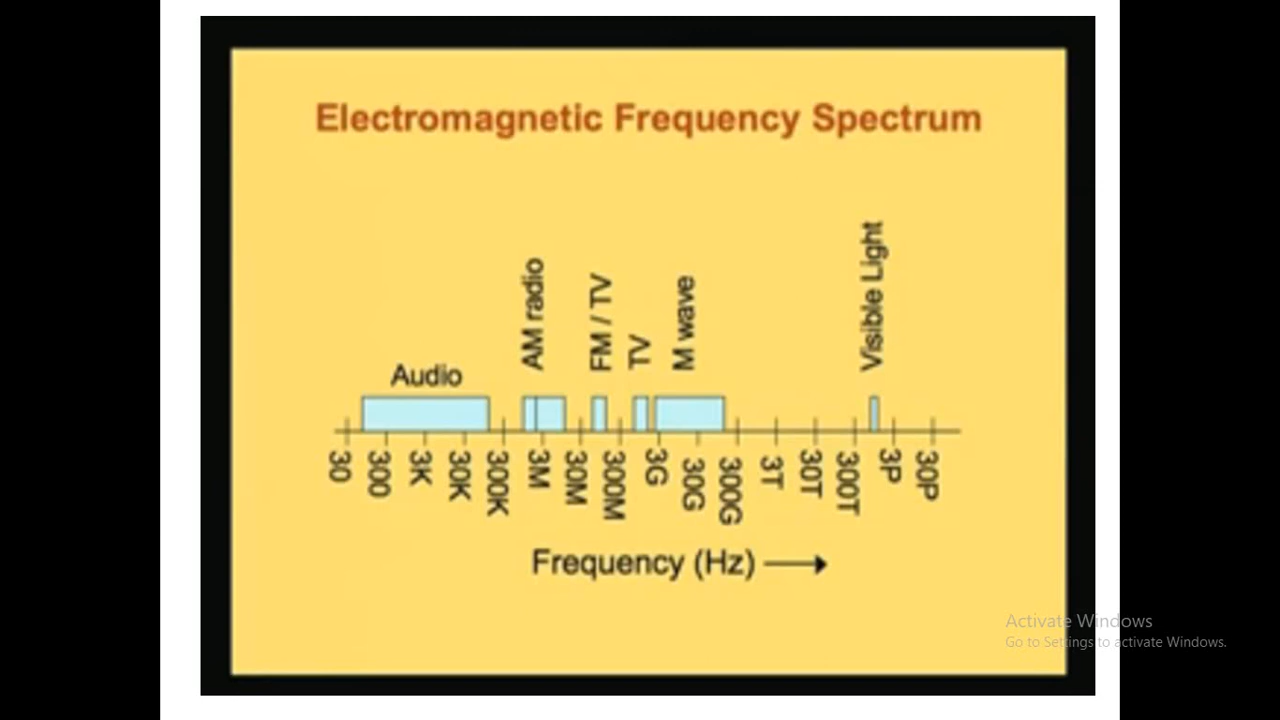 Electromagnetic Frequency Spectrum
Audio
AM radio
FM / TV
TV
M wave
Visible Light
30
300
3K
30K
300K
3M
30M
300M
3G
30G
300G
3T
30T
300T
3P
30P
Frequency (Hz)
Activate Windows
Go to Settings to activate Windows.